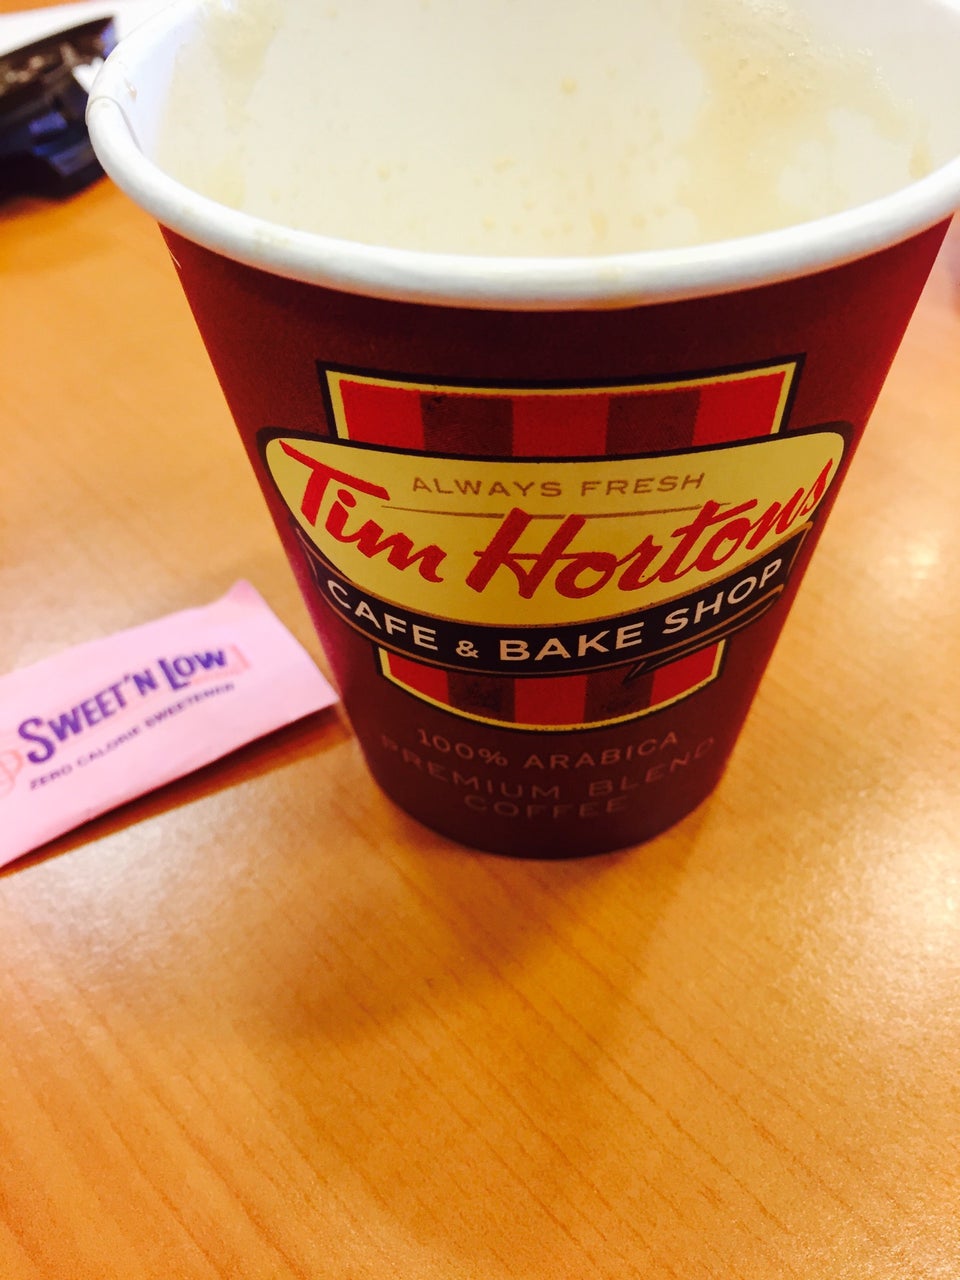 ALWAYS FRESH
Tim Hortons
CAFE & BAKE SHOP
100% ARABICA
PREMIUM BLEND
COFFEE
SWEET'N LOW
ZERO CALORIE SWEETENER